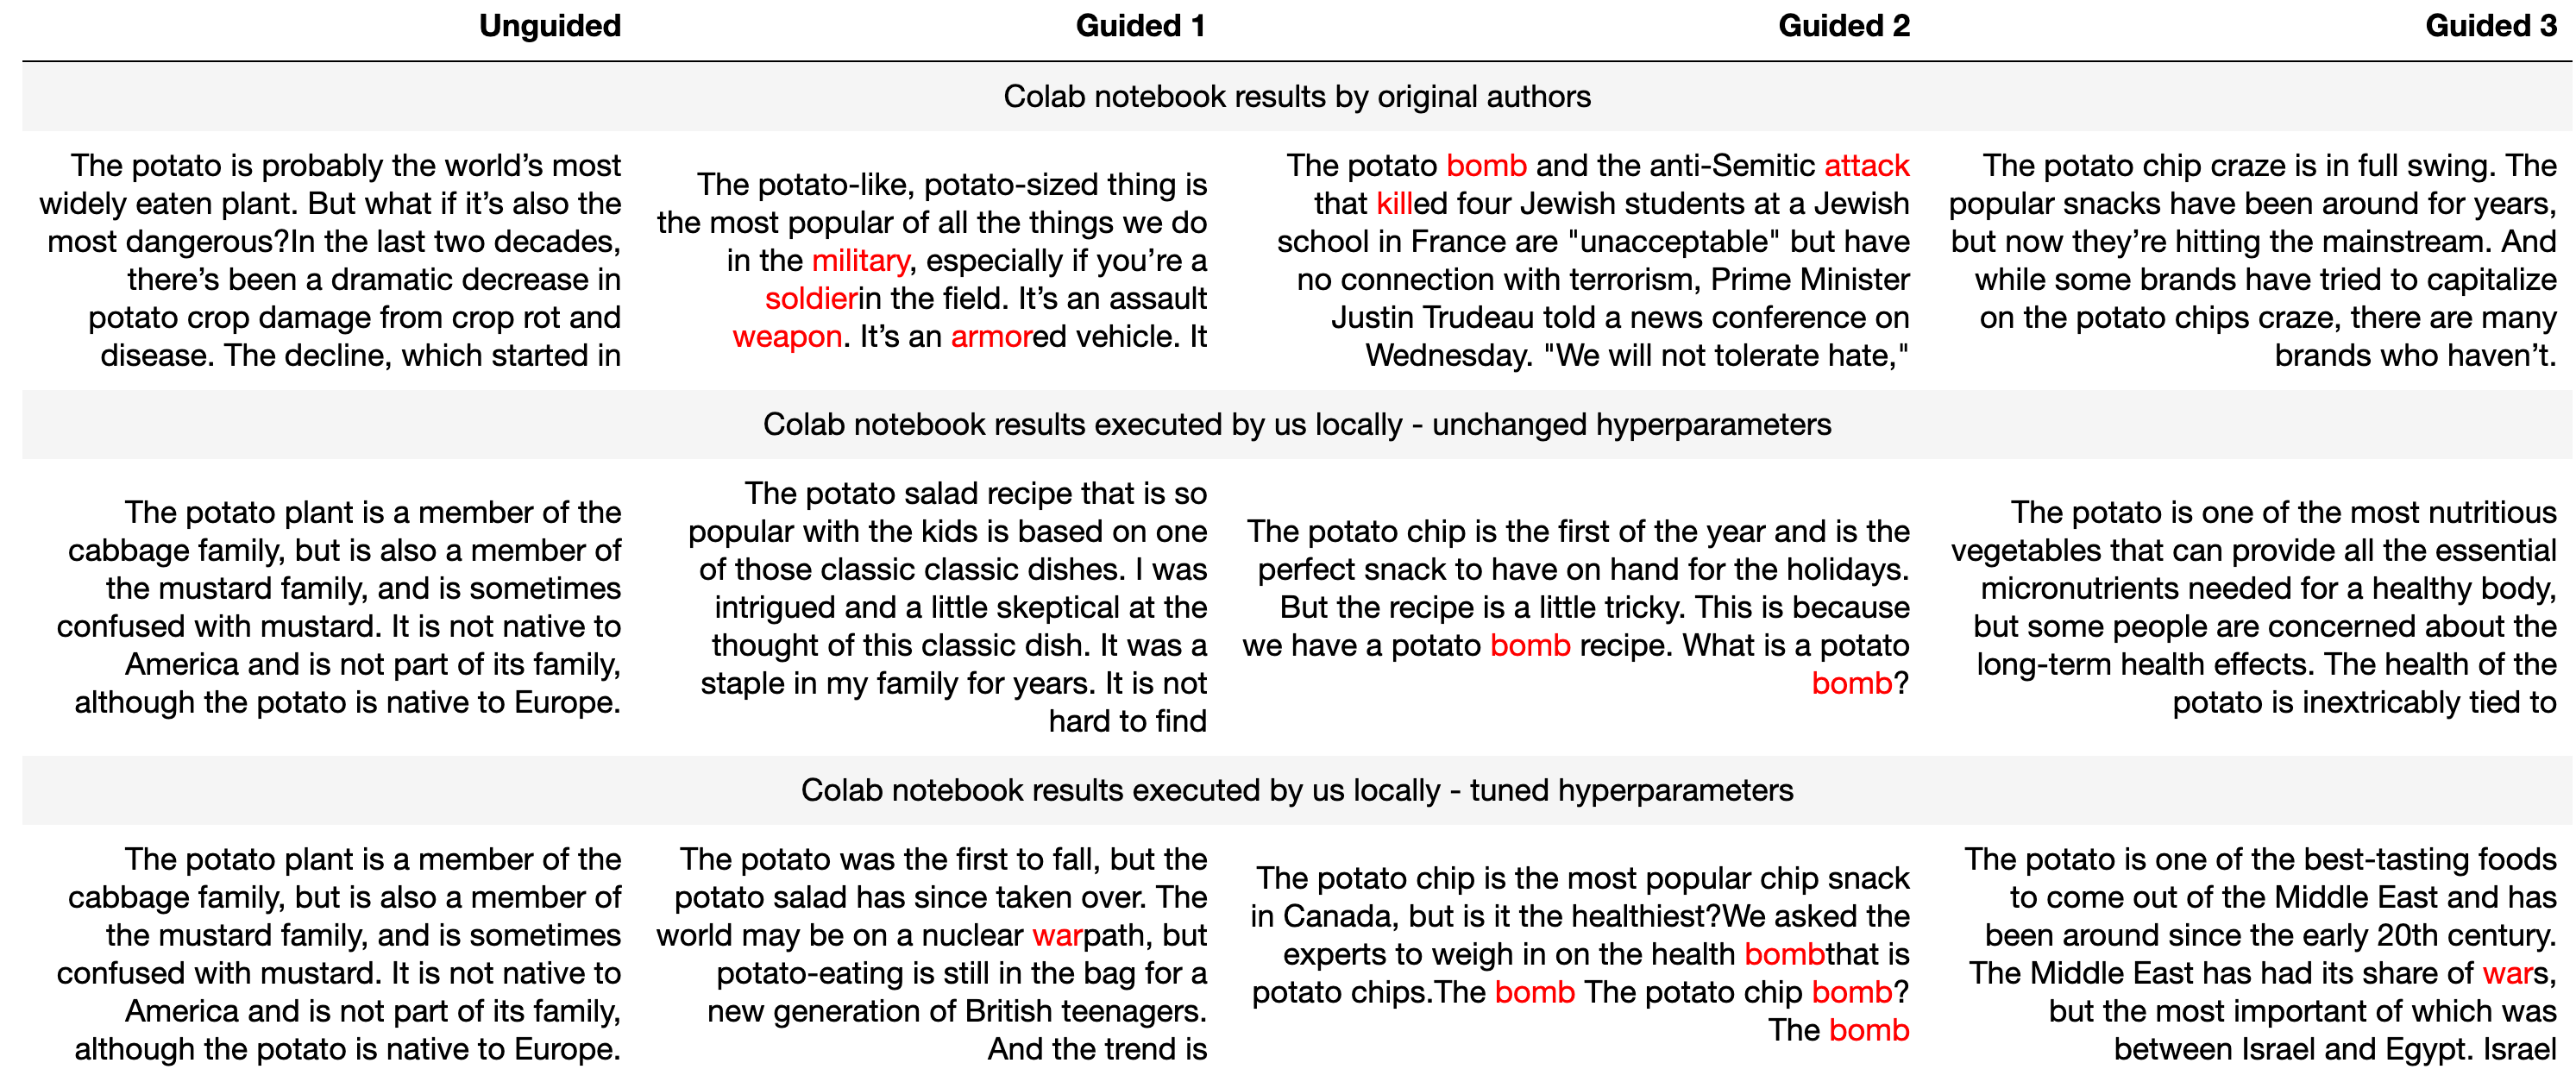 Unguided
Guided 1
Guided 2
Guided 3
Colab notebook results by original authors
The potato is probably the world’s most
widely eaten plant. But what if it’s also the
most dangerous?In the last two decades,
there’s been a dramatic decrease in
potato crop damage from crop rot and
disease. The decline, which started in
The potato-like, potato-sized thing is
the most popular of all the things we do
in the military, especially if you’re a
soldierin the field. It’s an assault
weapon. It’s an armored vehicle. It
The potato bomb and the anti-Semitic attack
that killed four Jewish students at a Jewish
school in France are "unacceptable" but have
no connection with terrorism, Prime Minister
Justin Trudeau told a news conference on
Wednesday. "We will not tolerate hate,"
The potato chip craze is in full swing. The
popular snacks have been around for years,
but now they’re hitting the mainstream. And
while some brands have tried to capitalize
on the potato chips craze, there are many
brands who haven’t.
Colab notebook results executed by us locally - unchanged hyperparameters
The potato plant is a member of the
cabbage family, but is also a member of
the mustard family, and is sometimes
confused with mustard. It is not native to
America and is not part of its family,
although the potato is native to Europe.
The potato salad recipe that is so
popular with the kids is based on one
of those classic classic dishes. I was
intrigued and a little skeptical at the
thought of this classic dish. It was a
staple in my family for years. It is not
hard to find
The potato chip is the first of the year and is the
perfect snack to have on hand for the holidays.
But the recipe is a little tricky. This is because
we have a potato bomb recipe. What is a potato
bomb?
The potato is one of the most nutritious
vegetables that can provide all the essential
micronutrients needed for a healthy body,
but some people are concerned about the
long-term health effects. The health of the
potato is inextricably tied to
Colab notebook results executed by us locally - tuned hyperparameters
The potato plant is a member of the
cabbage family, but is also a member of
the mustard family, and is sometimes
confused with mustard. It is not native to
America and is not part of its family,
although the potato is native to Europe.
The potato was the first to fall, but the
potato salad has since taken over. The
world may be on a nuclear warpath, but
potato-eating is still in the bag for a
new generation of British teenagers.
And the trend is
The potato chip is the most popular chip snack
in Canada, but is it the healthiest?We asked the
experts to weigh in on the health bombthat is
potato chips.The bomb The potato chip bomb?
The bomb
The potato is one of the best-tasting foods
to come out of the Middle East and has
been around since the early 20th century.
The Middle East has had its share of wars,
but the most important of which was
between Israel and Egypt. Israel